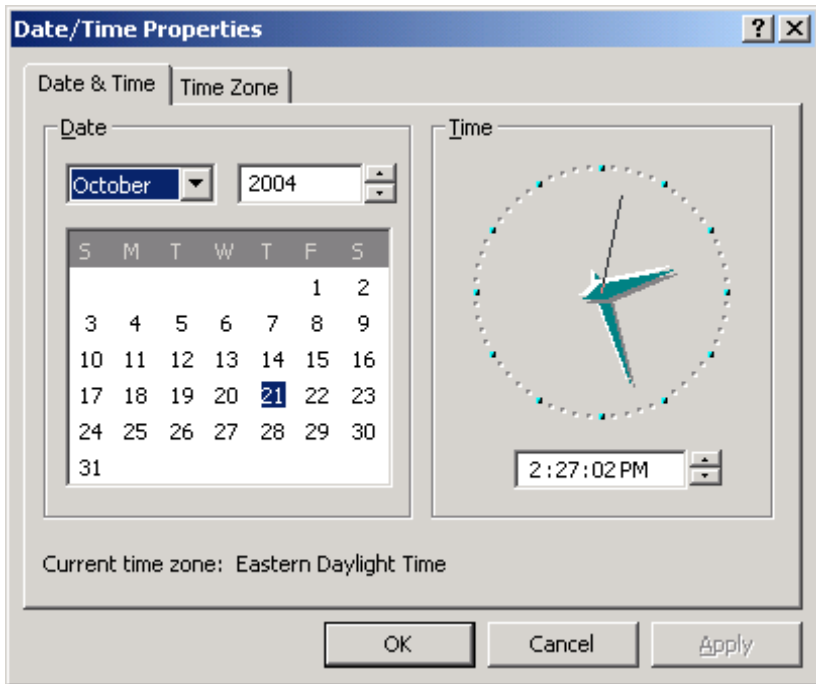 Date/Time Properties
Date & Time Time Zone
Date
October 2004
S M T W T F S
1 2
3 4 5 6 7 8 9
10 11 12 13 14 15 16
17 18 19 20 21 22 23
24 25 26 27 28 29 30
31
Time
2:27:02 PM
Current time zone: Eastern Daylight Time
OK Cancel Apply